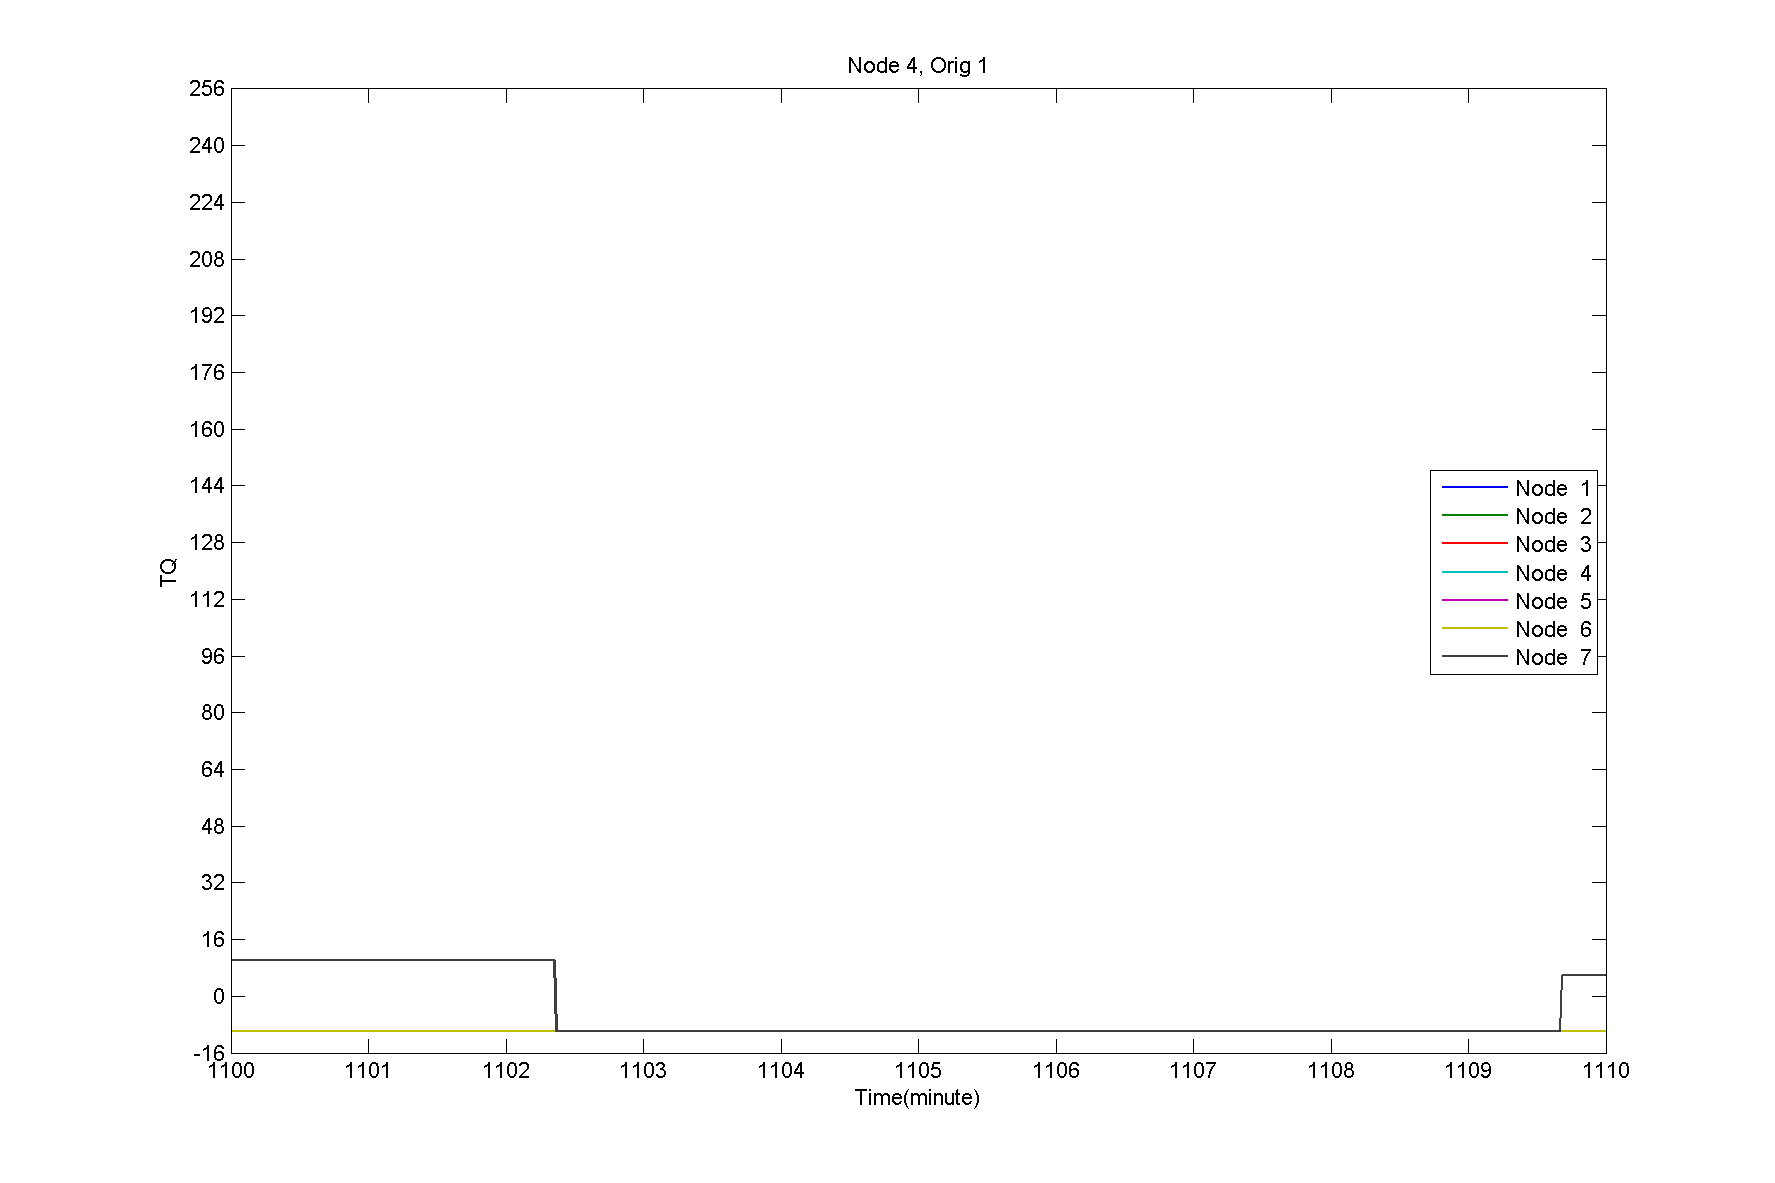 Node 4, Orig 1
256
240
224
208
192
176
160
144
128
112
96
80
64
48
32
16
0
-16
TQ
Node 1
Node 2
Node 3
Node 4
Node 5
Node 6
Node 7
1100 1101 1102 1103 1104 1105 1106 1107 1108 1109 1110
Time(minute)